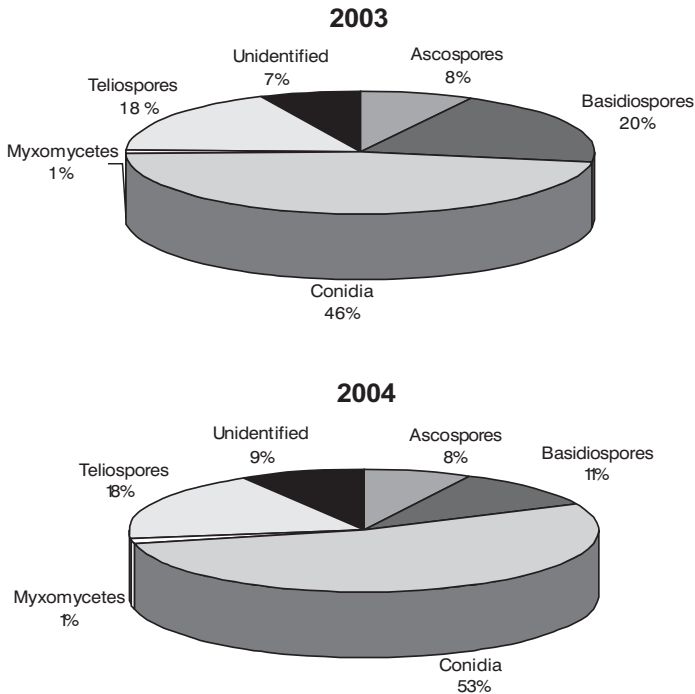 2003
Unidentified
7%
Ascospores
8%
Teliospores
18 %
Basidiospores
20%
Myxomycetes
1%
Conidia
46%
2004
Unidentified
9%
Ascospores
8%
Basidiospores
11%
Teliospores
18%
Myxomycetes
1%
Conidia
53%